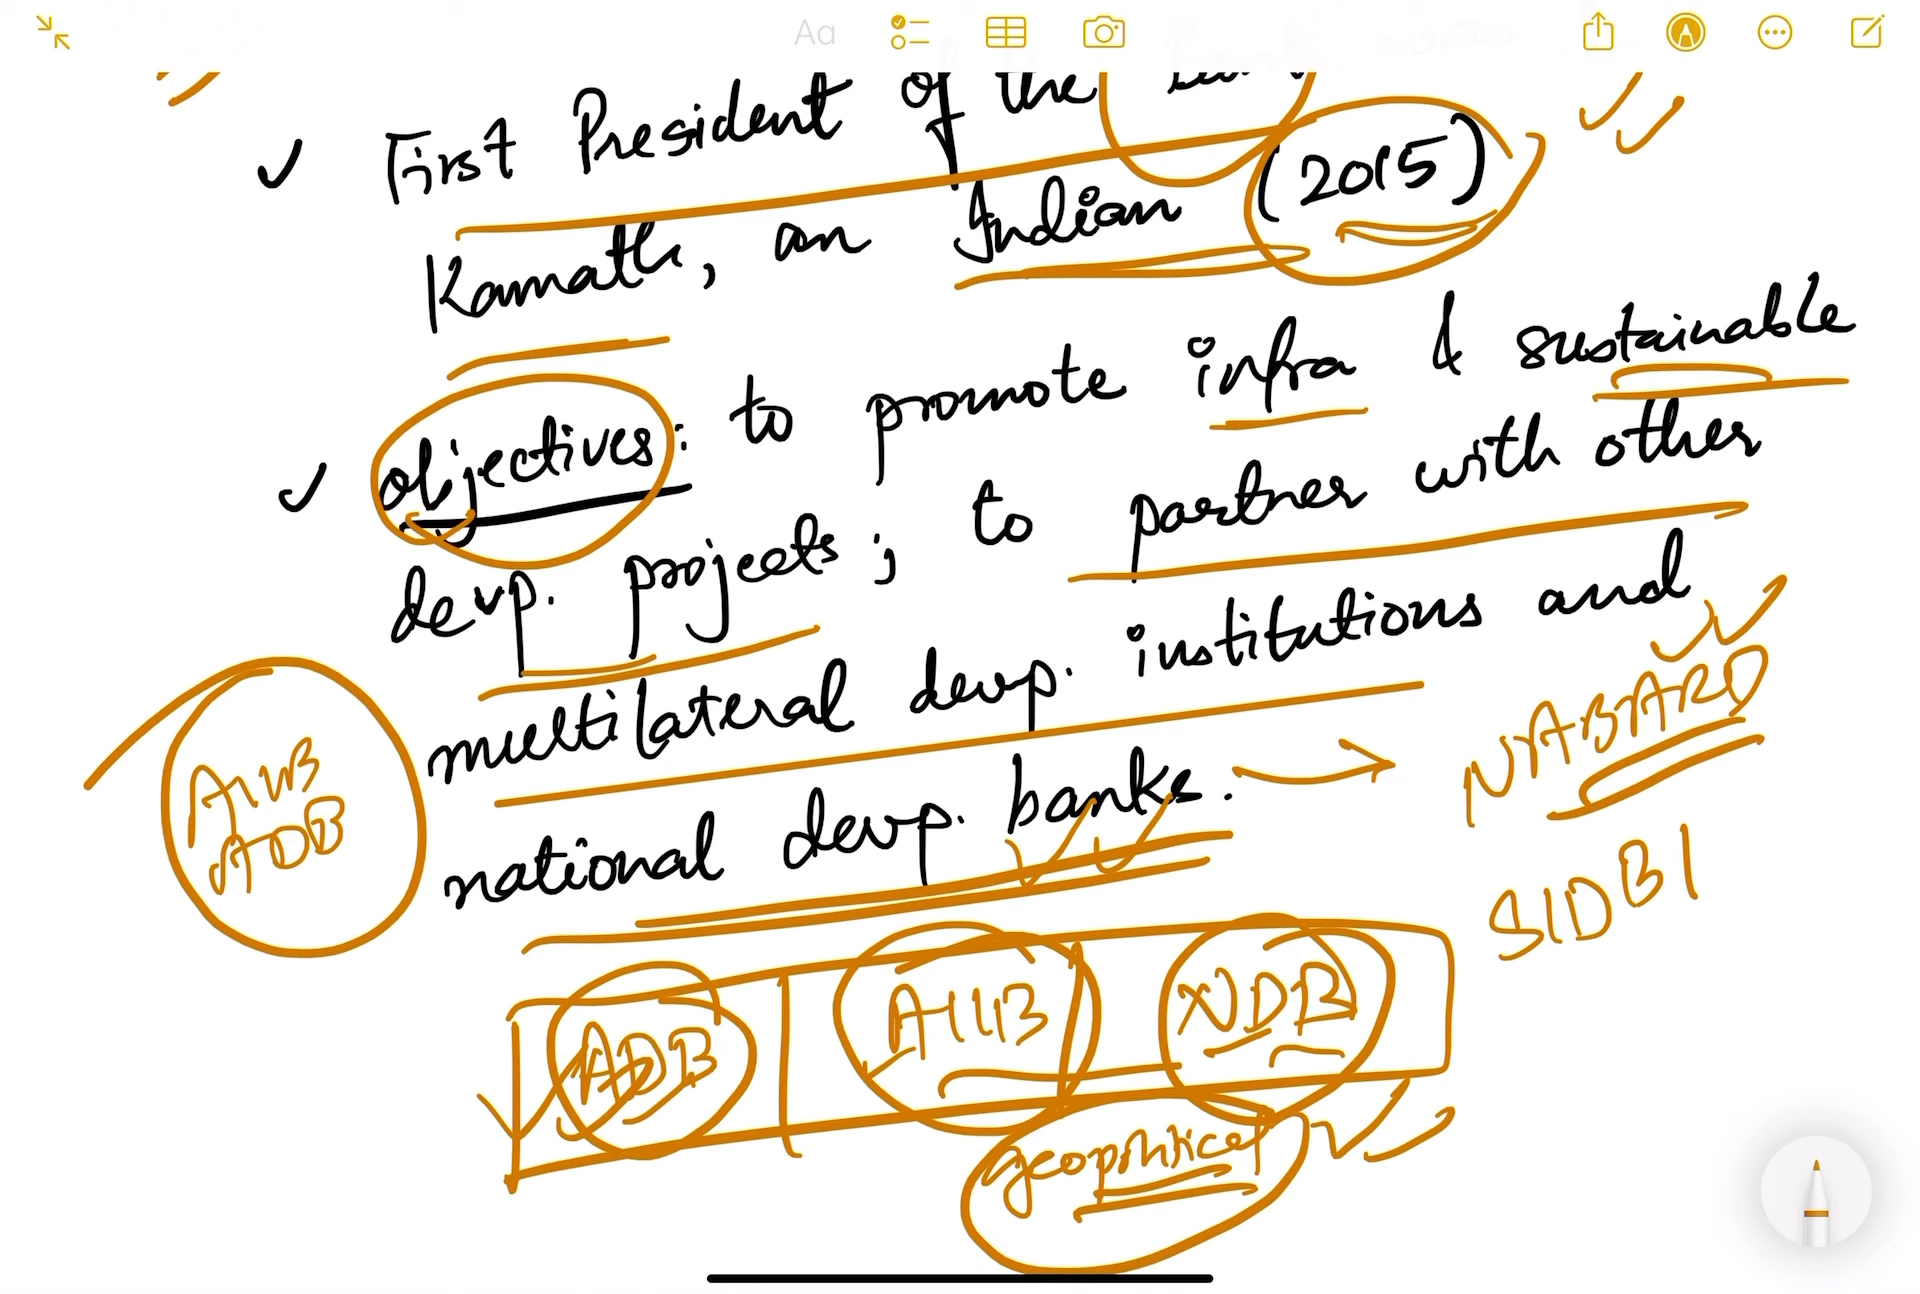 Aa
First President of the
Kamath, an Indian (2015)
objectives: to promote infra & sustainable
devp. projects; to partner with other
multilateral devp. institutions and
national devp. banks. → NABARD
SIDBI
AIIB
ADB
ADB AIIB NDB
geopolitical